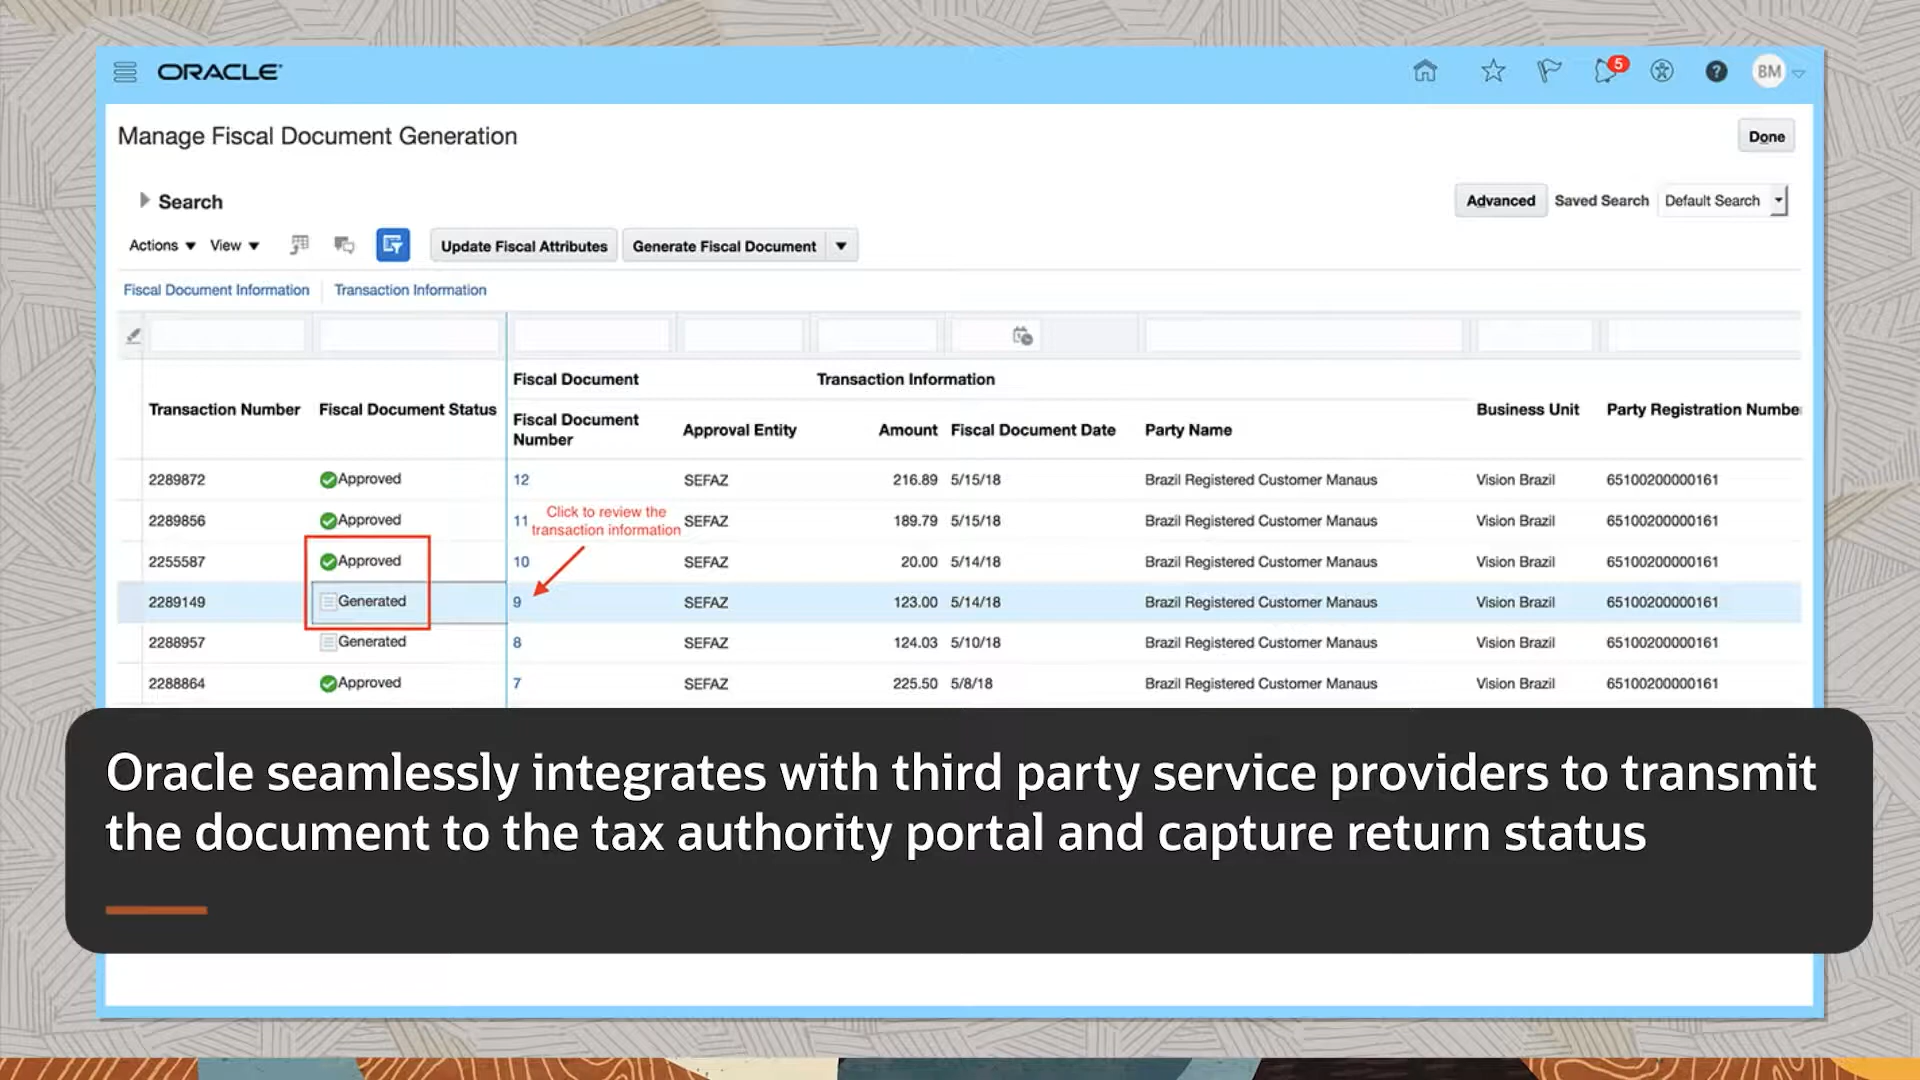 ORACLE
5
?
BM
Manage Fiscal Document Generation
Done
Search
Advanced Saved Search Default Search
Actions View Update Fiscal Attributes Generate Fiscal Document
Fiscal Document Information Transaction Information
Fiscal Document Transaction Information
Transaction Number Fiscal Document Status Fiscal Document Number Approval Entity Amount Fiscal Document Date Party Name Business Unit Party Registration Numbe
2289872 Approved 12 SEFAZ 216.89 5/15/18 Brazil Registered Customer Manaus Vision Brazil 65100200000161
Click to review the
transaction information
2289856 Approved 11 SEFAZ 189.79 5/15/18 Brazil Registered Customer Manaus Vision Brazil 65100200000161
2255587 Approved 10 SEFAZ 20.00 5/14/18 Brazil Registered Customer Manaus Vision Brazil 65100200000161
2289149 Generated 9 SEFAZ 123.00 5/14/18 Brazil Registered Customer Manaus Vision Brazil 65100200000161
2288957 Generated 8 SEFAZ 124.03 5/10/18 Brazil Registered Customer Manaus Vision Brazil 65100200000161
2288864 Approved 7 SEFAZ 225.50 5/8/18 Brazil Registered Customer Manaus Vision Brazil 65100200000161
Oracle seamlessly integrates with third party service providers to transmit
the document to the tax authority portal and capture return status